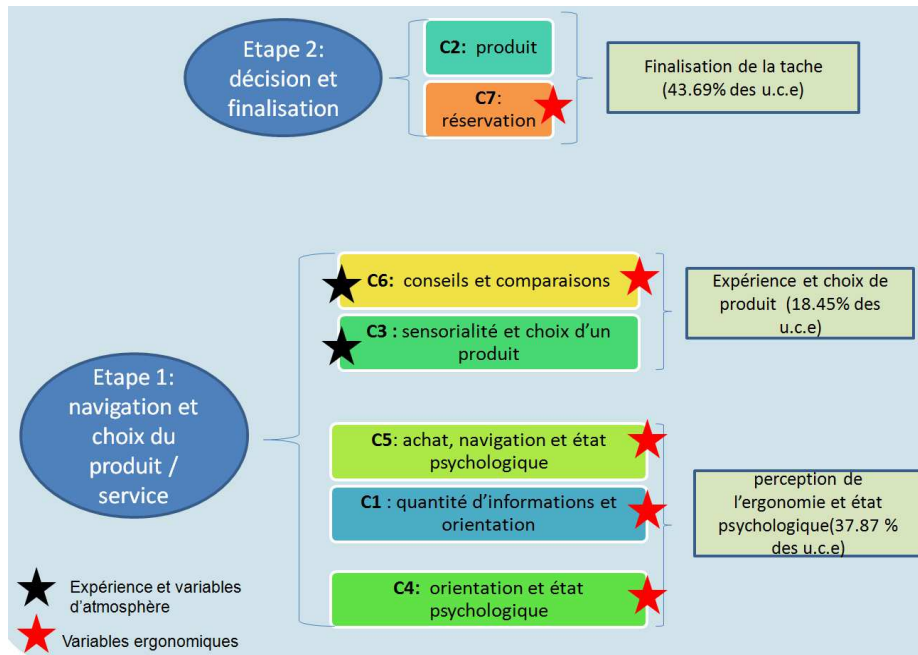 Etape 2:
décision et
finalisation
C2: produit
C7:
réservation
Finalisation de la tache
(43.69% des u.c.e)
Etape 1:
navigation et
choix du
produit /
service
C6: conseils et comparaisons
C3 : sensorialité et choix d'un
produit
Expérience et choix de
produit (18.45% des
u.c.e)
C5: achat, navigation et état
psychologique
C1 : quantité d'informations et
orientation
C4: orientation et état
psychologique
perception de
l'ergonomie et état
psychologique(37.87 %
des u.c.e)
Expérience et variables
d'atmosphère
Variables ergonomiques